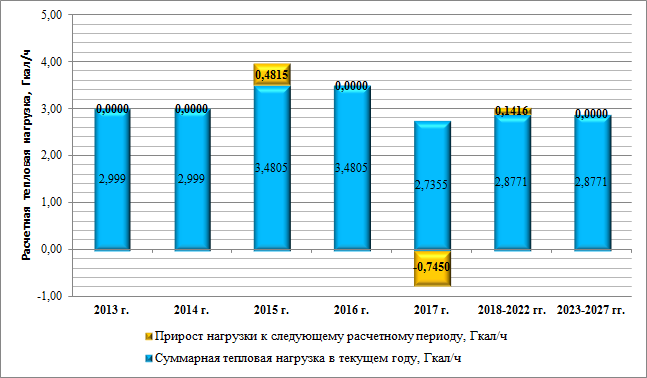 5,00
4,00
3,00
2,00
1,00
0,00
-1,00
Расчетная тепловая нагрузка, Гкал/ч
0,0000
0,0000
0,4815
0,0000
-0,7450
0,1416
0,0000
2,999
2,999
3,4805
3,4805
2,7355
2,8771
2,8771
2013 г.
2014 г.
2015 г.
2016 г.
2017 г.
2018-2022 гг.
2023-2027 гг.
Прирост нагрузки к следующему расчетному периоду, Гкал/ч
Суммарная тепловая нагрузка в текущем году, Гкал/ч